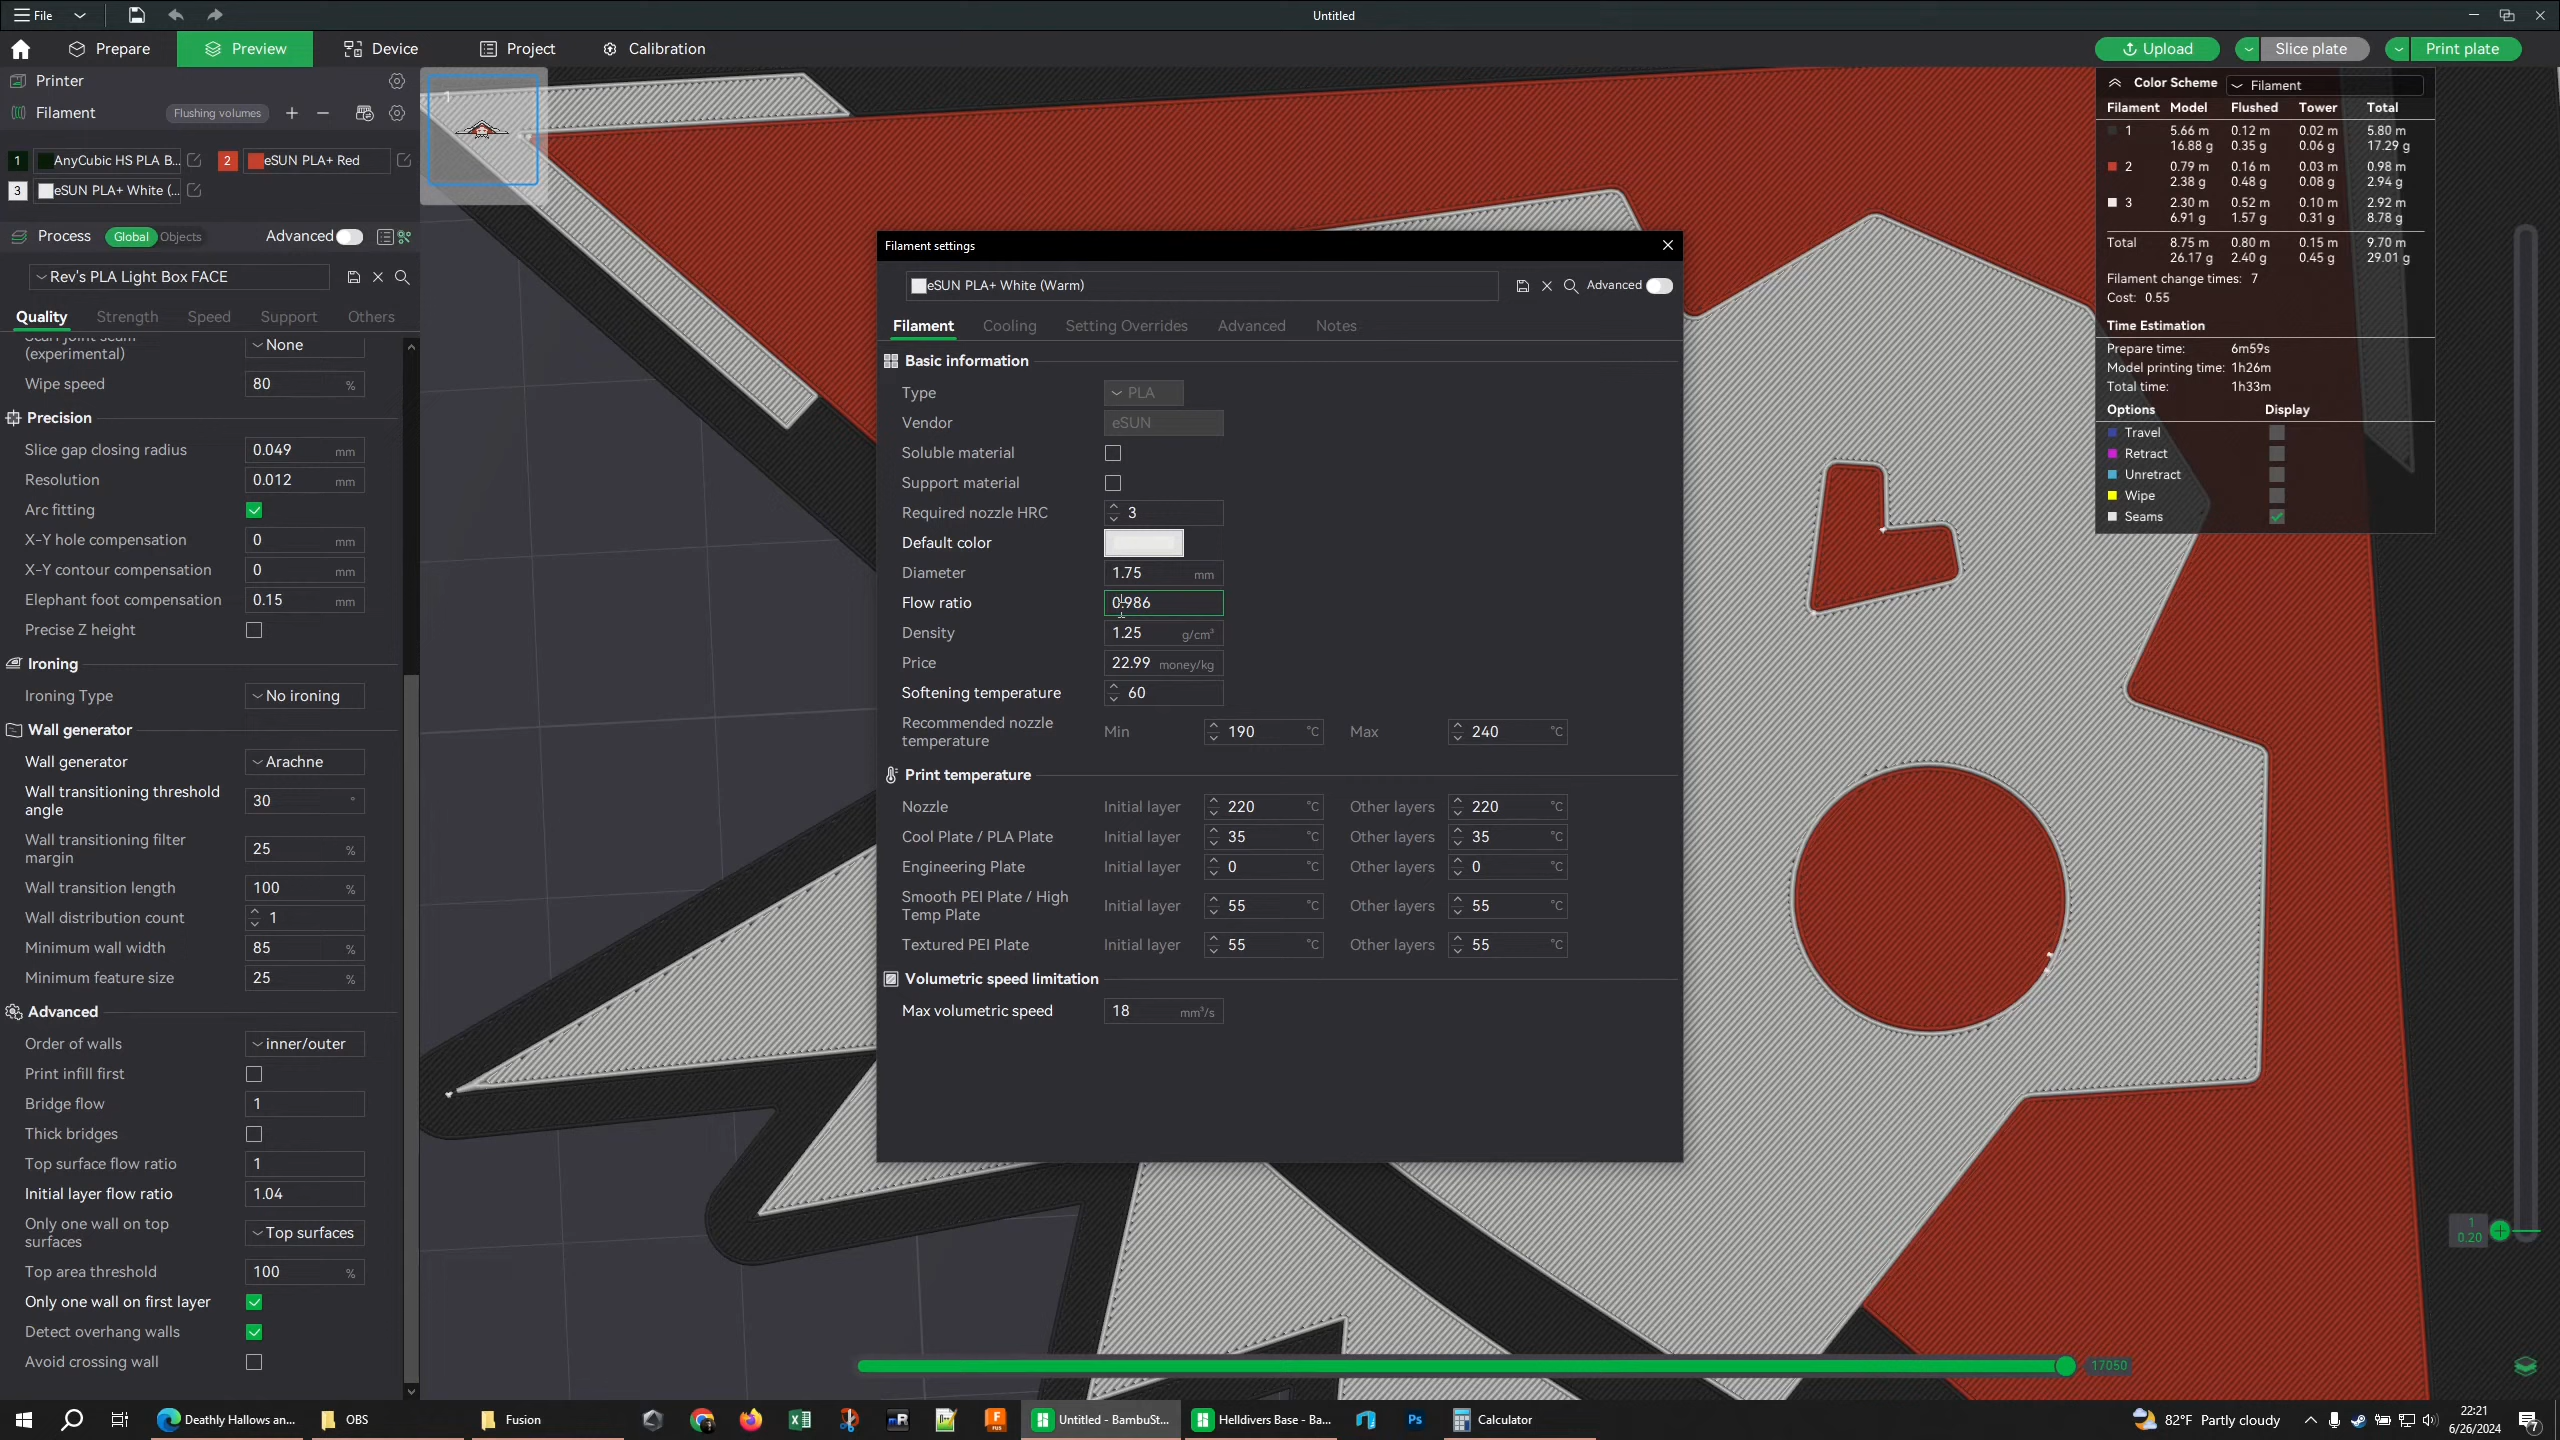 File
Untitled
Prepare
Preview
Device
Project
Calibration
Upload
Slice plate
Print plate
Printer
Filament
Flushing volumes
1 AnyCubic HS PLA B...
2 eSUN PLA+ Red
3 eSUN PLA+ White (...
Process Global Objects Advanced
Rev's PLA Light Box FACE
Quality Strength Speed Support Others
Scarf joint seam
(experimental) None
Wipe speed 80 %
Precision
Slice gap closing radius 0.049 mm
Resolution 0.012 mm
Arc fitting
X-Y hole compensation 0 mm
X-Y contour compensation 0 mm
Elephant foot compensation 0.15 mm
Precise Z height
Ironing
Ironing Type No ironing
Wall generator
Wall generator Arachne
Wall transitioning threshold
angle 30 °
Wall transitioning filter
margin 25 %
Wall transition length 100 %
Wall distribution count 1
Minimum wall width 85 %
Minimum feature size 25 %
Advanced
Order of walls inner/outer
Print infill first
Bridge flow 1
Thick bridges
Top surface flow ratio 1
Initial layer flow ratio 1.04
Only one wall on top
surfaces Top surfaces
Top area threshold 100 %
Only one wall on first layer
Detect overhang walls
Avoid crossing wall
1
Filament settings
eSUN PLA+ White (Warm)
Advanced
Filament Cooling Setting Overrides Advanced Notes
Basic information
Type PLA
Vendor eSUN
Soluble material
Support material
Required nozzle HRC 3
Default color
Diameter 1.75 mm
Flow ratio 0.986
Density 1.25 g/cm³
Price 22.99 money/kg
Softening temperature 60
Recommended nozzle
temperature Min 190 °C Max 240 °C
Print temperature
Nozzle Initial layer 220 °C Other layers 220 °C
Cool Plate / PLA Plate Initial layer 35 °C Other layers 35 °C
Engineering Plate Initial layer 0 °C Other layers 0 °C
Smooth PEI Plate / High
Temp Plate Initial layer 55 °C Other layers 55 °C
Textured PEI Plate Initial layer 55 °C Other layers 55 °C
Volumetric speed limitation
Max volumetric speed 18 mm³/s
Color Scheme Filament
Filament Model Flushed Tower Total
1 5.66 m 0.12 m 0.02 m 5.80 m
16.88 g 0.35 g 0.06 g 17.29 g
2 0.79 m 0.16 m 0.03 m 0.98 m
2.38 g 0.48 g 0.08 g 2.94 g
3 2.30 m 0.52 m 0.10 m 2.92 m
6.91 g 1.57 g 0.31 g 8.78 g
Total 8.75 m 0.80 m 0.15 m 9.70 m
26.17 g 2.40 g 0.45 g 29.01 g
Filament change times: 7
Cost: 0.55
Time Estimation
Prepare time: 6m59s
Model printing time: 1h26m
Total time: 1h33m
Options Display
Travel
Retract
Unretract
Wipe
Seams
1
0.20
17050
Deathly Hallows an...
OBS
Fusion
Untitled - BambuSt...
Helldivers Base - Ba...
Ps
Calculator
82°F Partly cloudy
22:21
6/26/2024
7